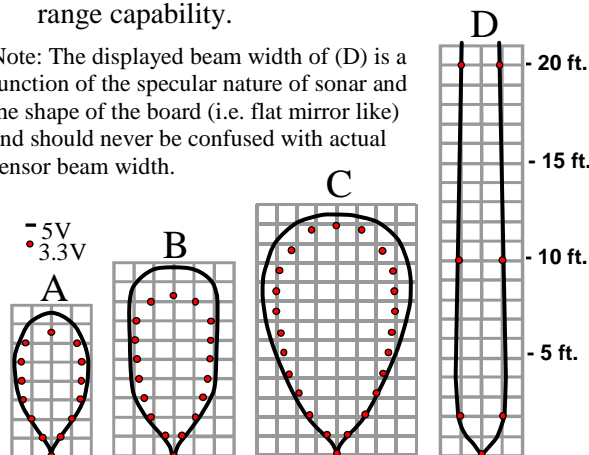 range capability.
Note: The displayed beam width of (D) is a
function of the specular nature of sonar and
the shape of the board (i.e. flat mirror like)
and should never be confused with actual
sensor beam width.
5V
3.3V
A
B
C
D
- 20 ft.
- 15 ft.
- 10 ft.
- 5 ft.